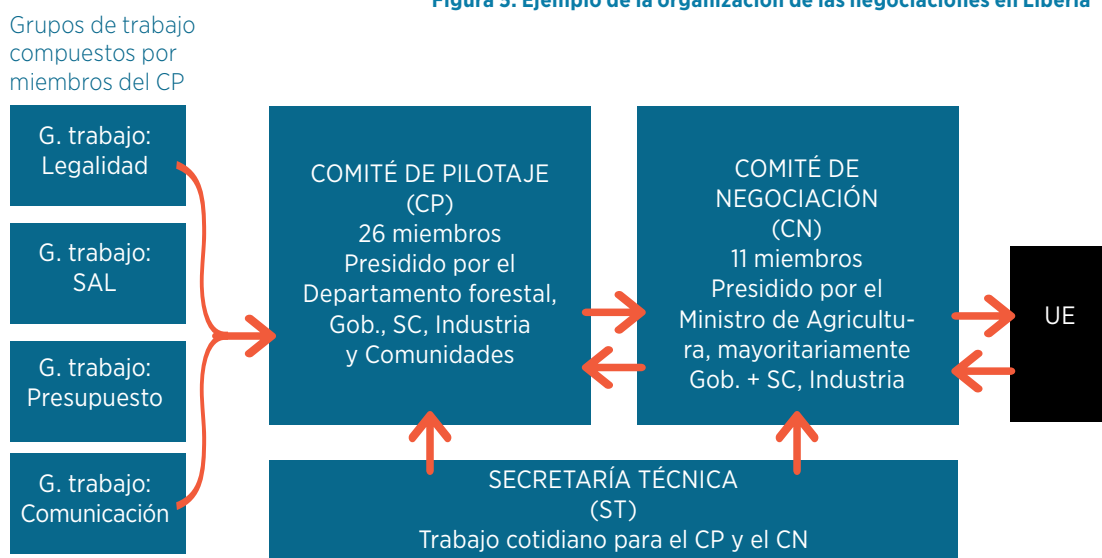 Figura 5. Ejemplo de la organización de las negociaciones en Liberia
Grupos de trabajo
compuestos por
miembros del CP
G. trabajo:
Legalidad
G. trabajo:
SAL
G. trabajo:
Presupuesto
G. trabajo:
Comunicación
COMITÉ DE PILOTAJE
(CP)
26 miembros
Presidido por el
Departamento forestal,
Gob., SC, Industria
y Comunidades
COMITÉ DE
NEGOCIACIÓN
(CN)
11 miembros
Presidido por el
Ministro de Agricultu-
ra, mayoritariamente
Gob. + SC, Industria
UE
SECRETARÍA TÉCNICA
(ST)
Trabajo cotidiano para el CP y el CN